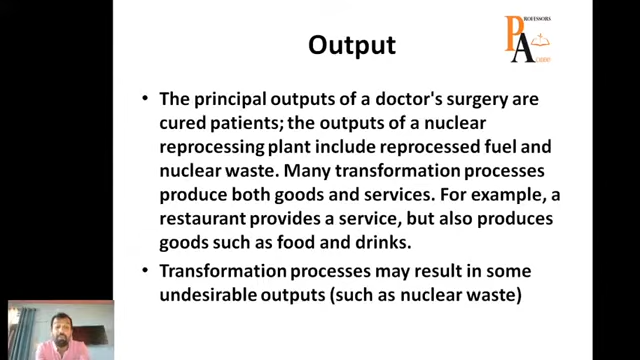 Output
PROFESSORS
PA
ACADEMY
• The principal outputs of a doctor's surgery are
cured patients; the outputs of a nuclear
reprocessing plant include reprocessed fuel and
nuclear waste. Many transformation processes
produce both goods and services. For example, a
restaurant provides a service, but also produces
goods such as food and drinks.
• Transformation processes may result in some
undesirable outputs (such as nuclear waste)